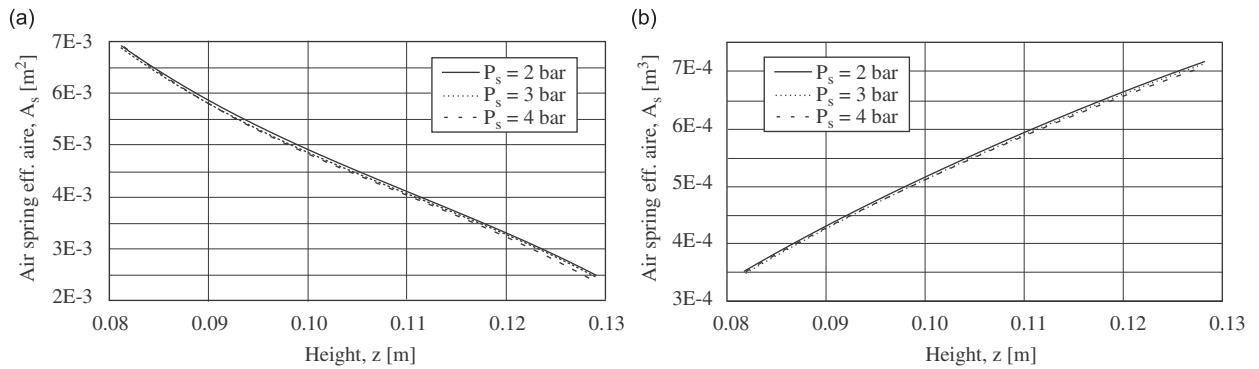 (a)
Air spring eff. aire, A_s [m²]
7E-3
6E-3
5E-3
4E-3
3E-3
2E-3
P_s = 2 bar
P_s = 3 bar
P_s = 4 bar
0.08 0.09 0.10 0.11 0.12 0.13
Height, z [m]
(b)
Air spring eff. aire, A_s [m³]
7E-4
6E-4
5E-4
4E-4
3E-4
P_s = 2 bar
P_s = 3 bar
P_s = 4 bar
0.08 0.09 0.10 0.11 0.12 0.13
Height, z [m]